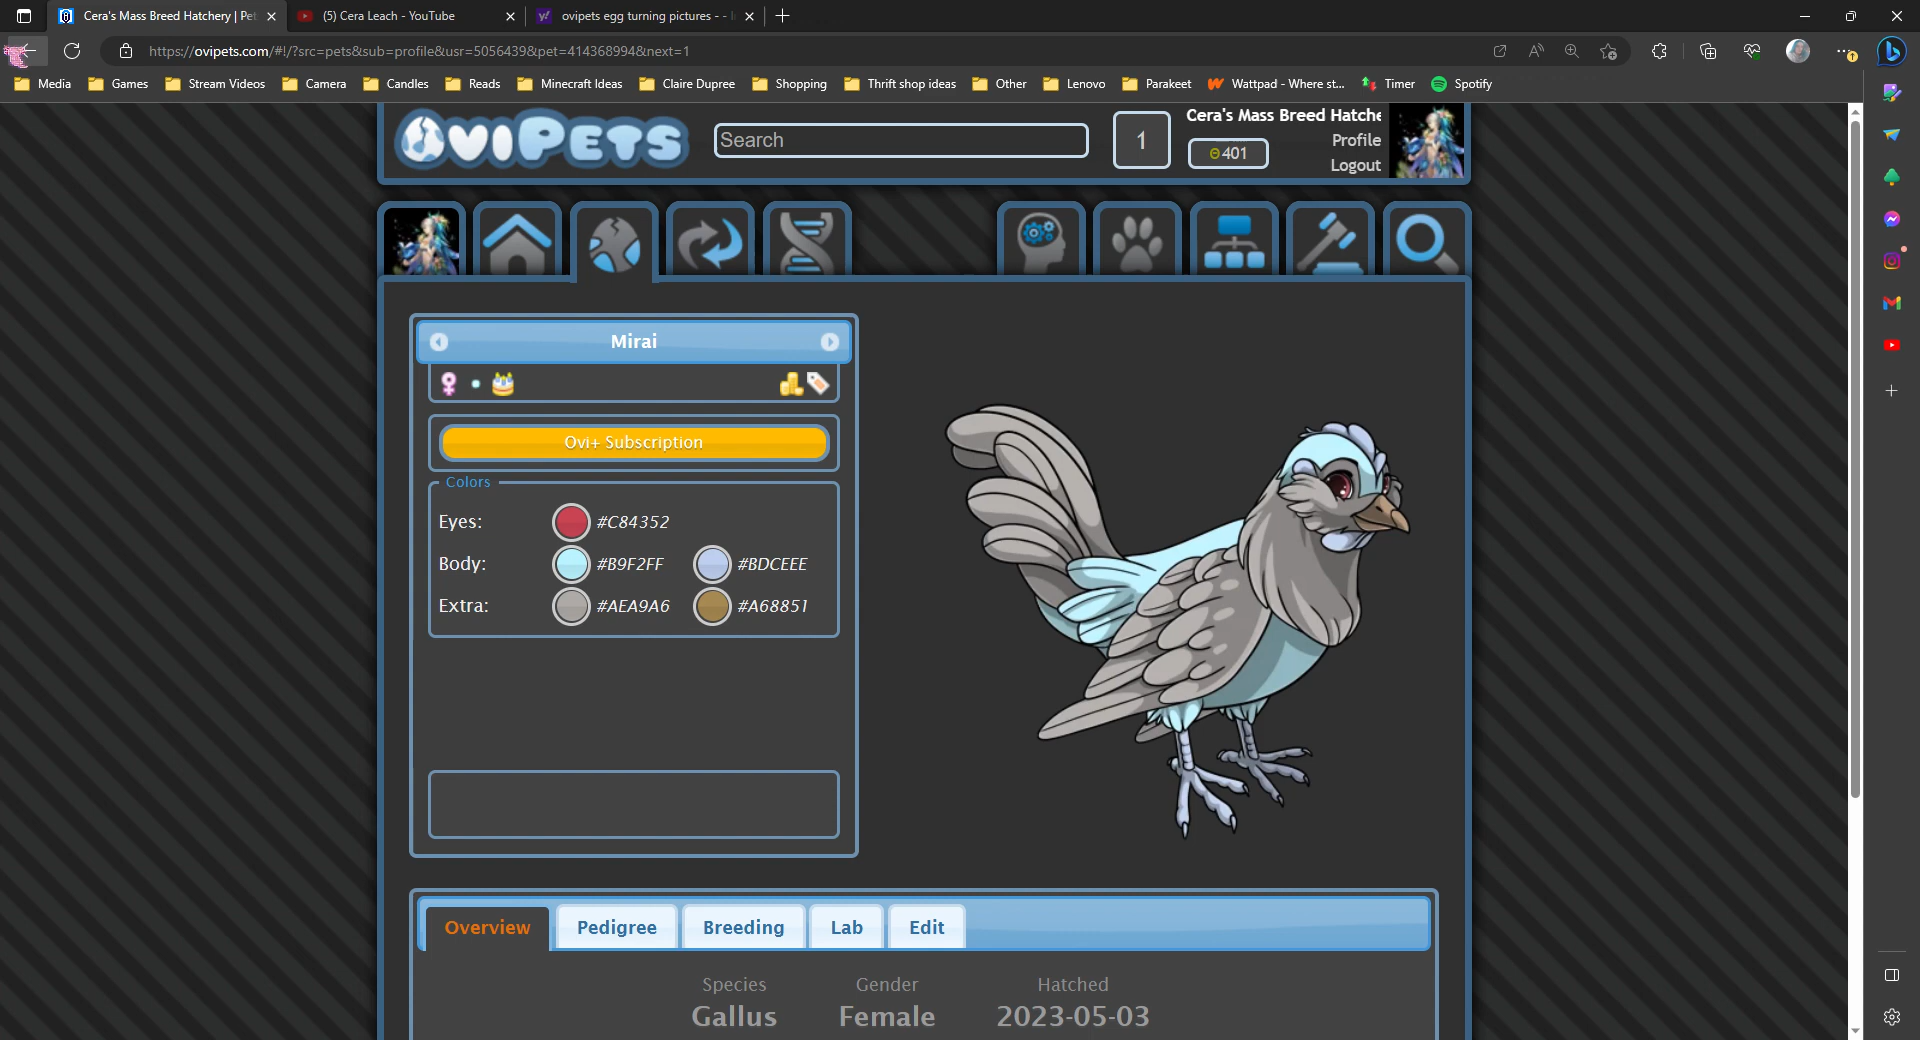 Cera's Mass Breed Hatchery | Pet
(5) Cera Leach - YouTube
ovipets egg turning pictures - - I
https://ovipets.com/#!/?src=pets&sub=profile&usr=5056439&pet=414368994&next=1
Media Games Stream Videos Camera Candles Reads Minecraft Ideas Claire Dupree Shopping Thrift shop ideas Other Lenovo Parakeet Wattpad - Where st... Timer Spotify
OviPets
Search
1
Cera's Mass Breed Hatche
401
Profile
Logout
Mirai
Ovi+ Subscription
Colors
Eyes: #C84352
Body: #B9F2FF #BDCEEE
Extra: #AEA9A6 #A68851
Overview Pedigree Breeding Lab Edit
Species Gender Hatched
Gallus Female 2023-05-03